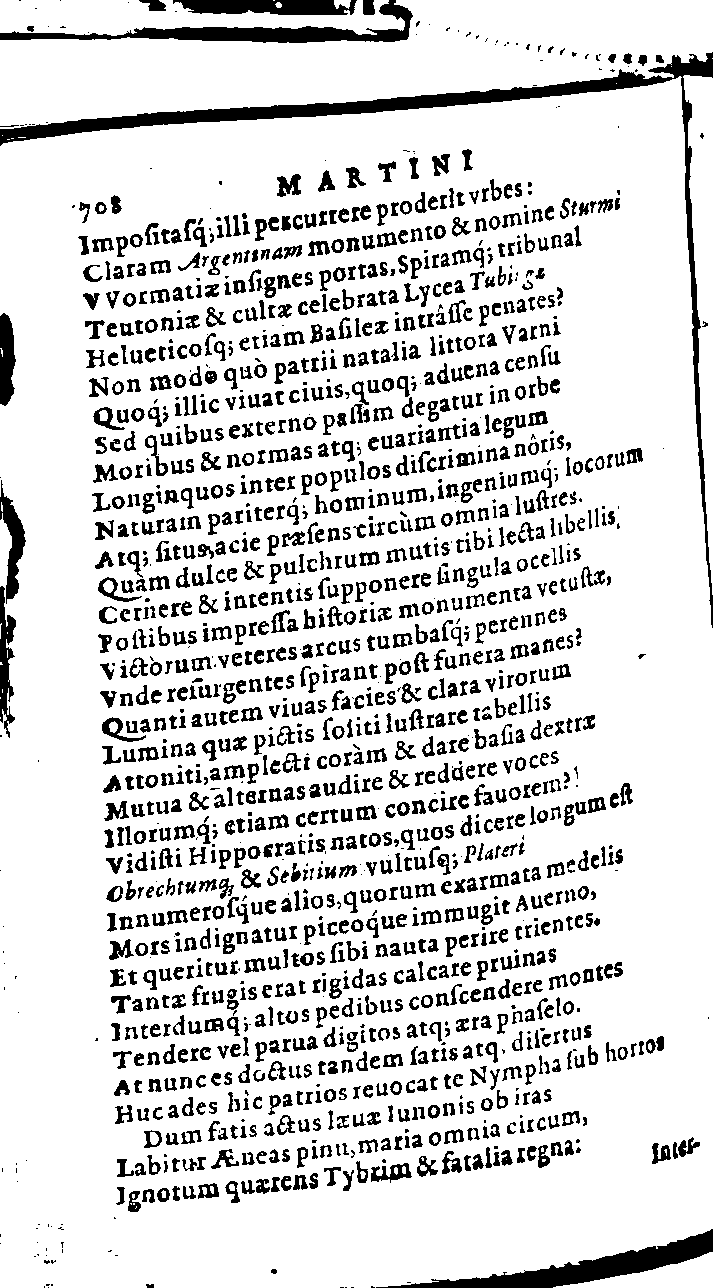 708
MARTINI
Impoſitaſq́; illi percurrere proderit vrbes:
Claram Argentinam monumento & nomine Sturmi
VVormatiæ inſignes portas, Spiramq́; tribunal
Teutoniæ & cultæ celebrata Lycea Tubingæ
Helueticoſq; etiam Baſileæ intrâſſe penates?
Non modo quò patrii natalia littora Varni
Quoq́; illic viuat ciuis, quoq; aduena cenſu
Sed quibus externo paſſim degatur in orbe
Moribus & normas atq; euariantia legum
Longinquos inter populos diſcrimina nôris,
Naturam pariterq́; hominum, ingeniumq́; locorum
Atq; ſitus, acie præſens circùm omnia luſtres.
Quàm dulce & pulchrum mutis tibi lecta libellis,
Cernere & intentis ſupponere ſingula ocellis
Poſtibus impreſſa hiſtoriæ monumenta vetuſtæ,
Victorum veteres arcus tumbaſq́; perennes
Vnde reſurgentes ſpirant poſt funera manes?
Quanti autem viuas facies & clara virorum
Lumina quæ pictis ſoliti luſtrare tabellis
Attoniti, amplecti coràm & dare baſia dextræ
Mutua & alternas audire & reddere voces
Illorumq́; etiam certum concire fauorem?
Vidiſti Hippocratis natos, quos dicere longum eſt
Obrechtumq, & Sebitium vultuſq; Plateri
Innumeroſq́ue alios, quorum exarmata medelis
Mors indignatur piceoq́ue immugit Auerno,
Et queritur multos ſibi nauta perire trientes.
Tantæ frugis erat rigidas calcare pruinas
Interdumq́; altos pedibus conſcendere montes
Tendere vel parua digitos atq; æra phaſelo.
At nunc es doctus tandem ſatis atq. diſertus
Huc ades hîc patrios reuocat te Nympha ſub hortos
Dum fatis actus læuæ Iunonis ob iras
Labitur Æneas pinu, maria omnia circum,
Ignotum quærens Tybrim & fatalia regna:
Inter-